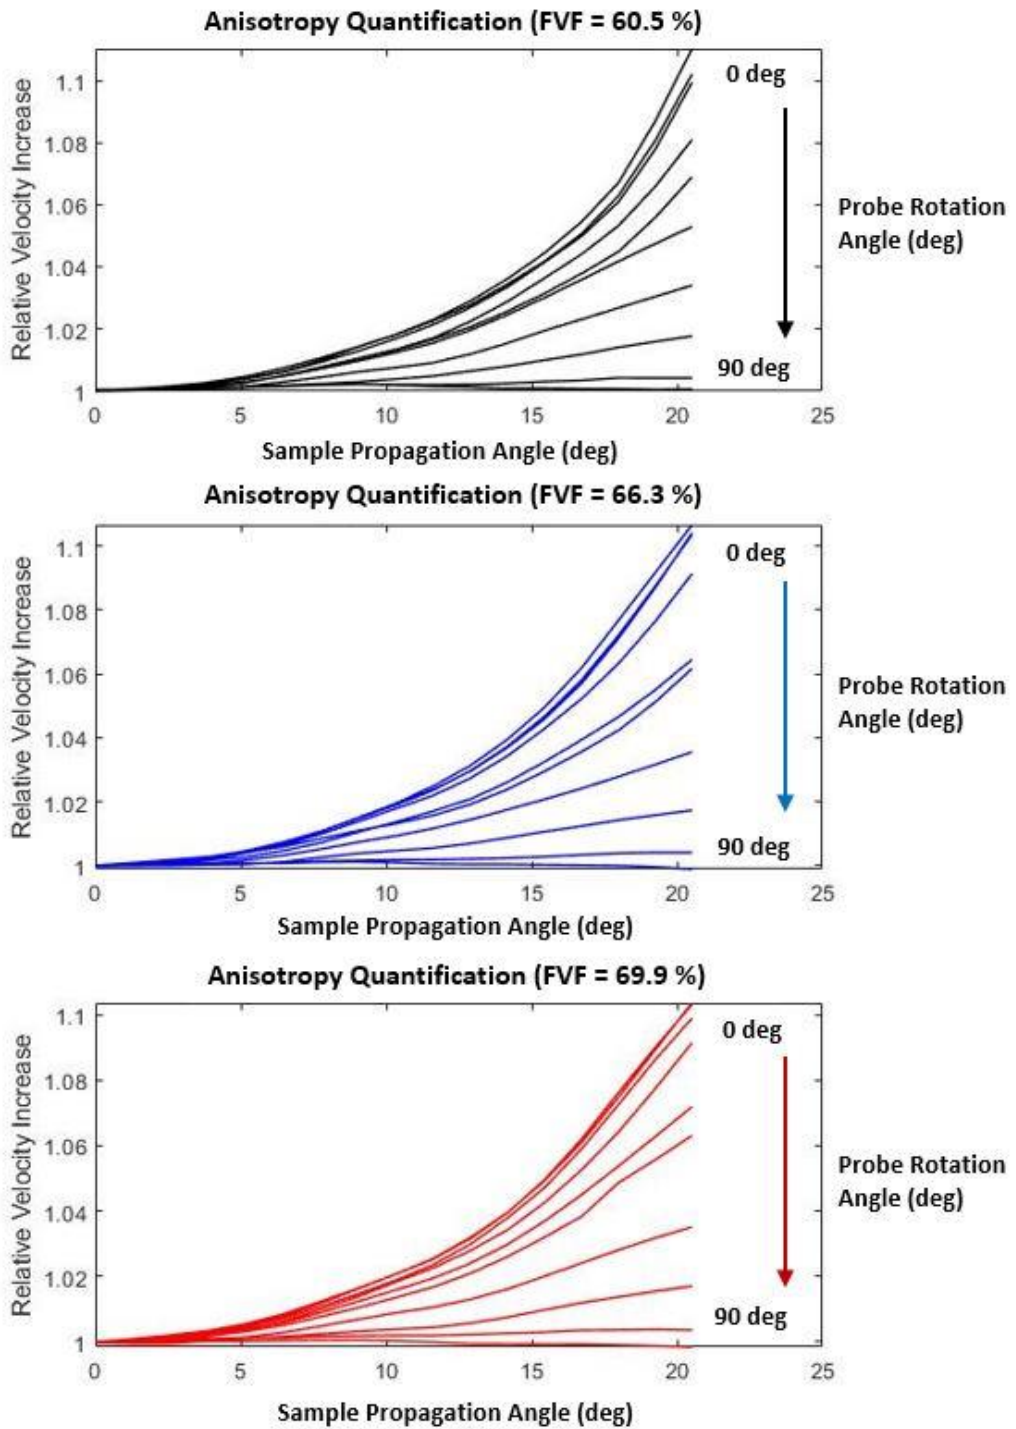 Anisotropy Quantification (FVF = 60.5 %)
Relative Velocity Increase
1.1
1.08
1.06
1.04
1.02
1
0 deg
Probe Rotation
Angle (deg)
90 deg
0 5 10 15 20 25
Sample Propagation Angle (deg)
Anisotropy Quantification (FVF = 66.3 %)
Relative Velocity Increase
1.1
1.08
1.06
1.04
1.02
1
0 deg
Probe Rotation
Angle (deg)
90 deg
0 5 10 15 20 25
Sample Propagation Angle (deg)
Anisotropy Quantification (FVF = 69.9 %)
Relative Velocity Increase
1.1
1.08
1.06
1.04
1.02
1
0 deg
Probe Rotation
Angle (deg)
90 deg
0 5 10 15 20 25
Sample Propagation Angle (deg)